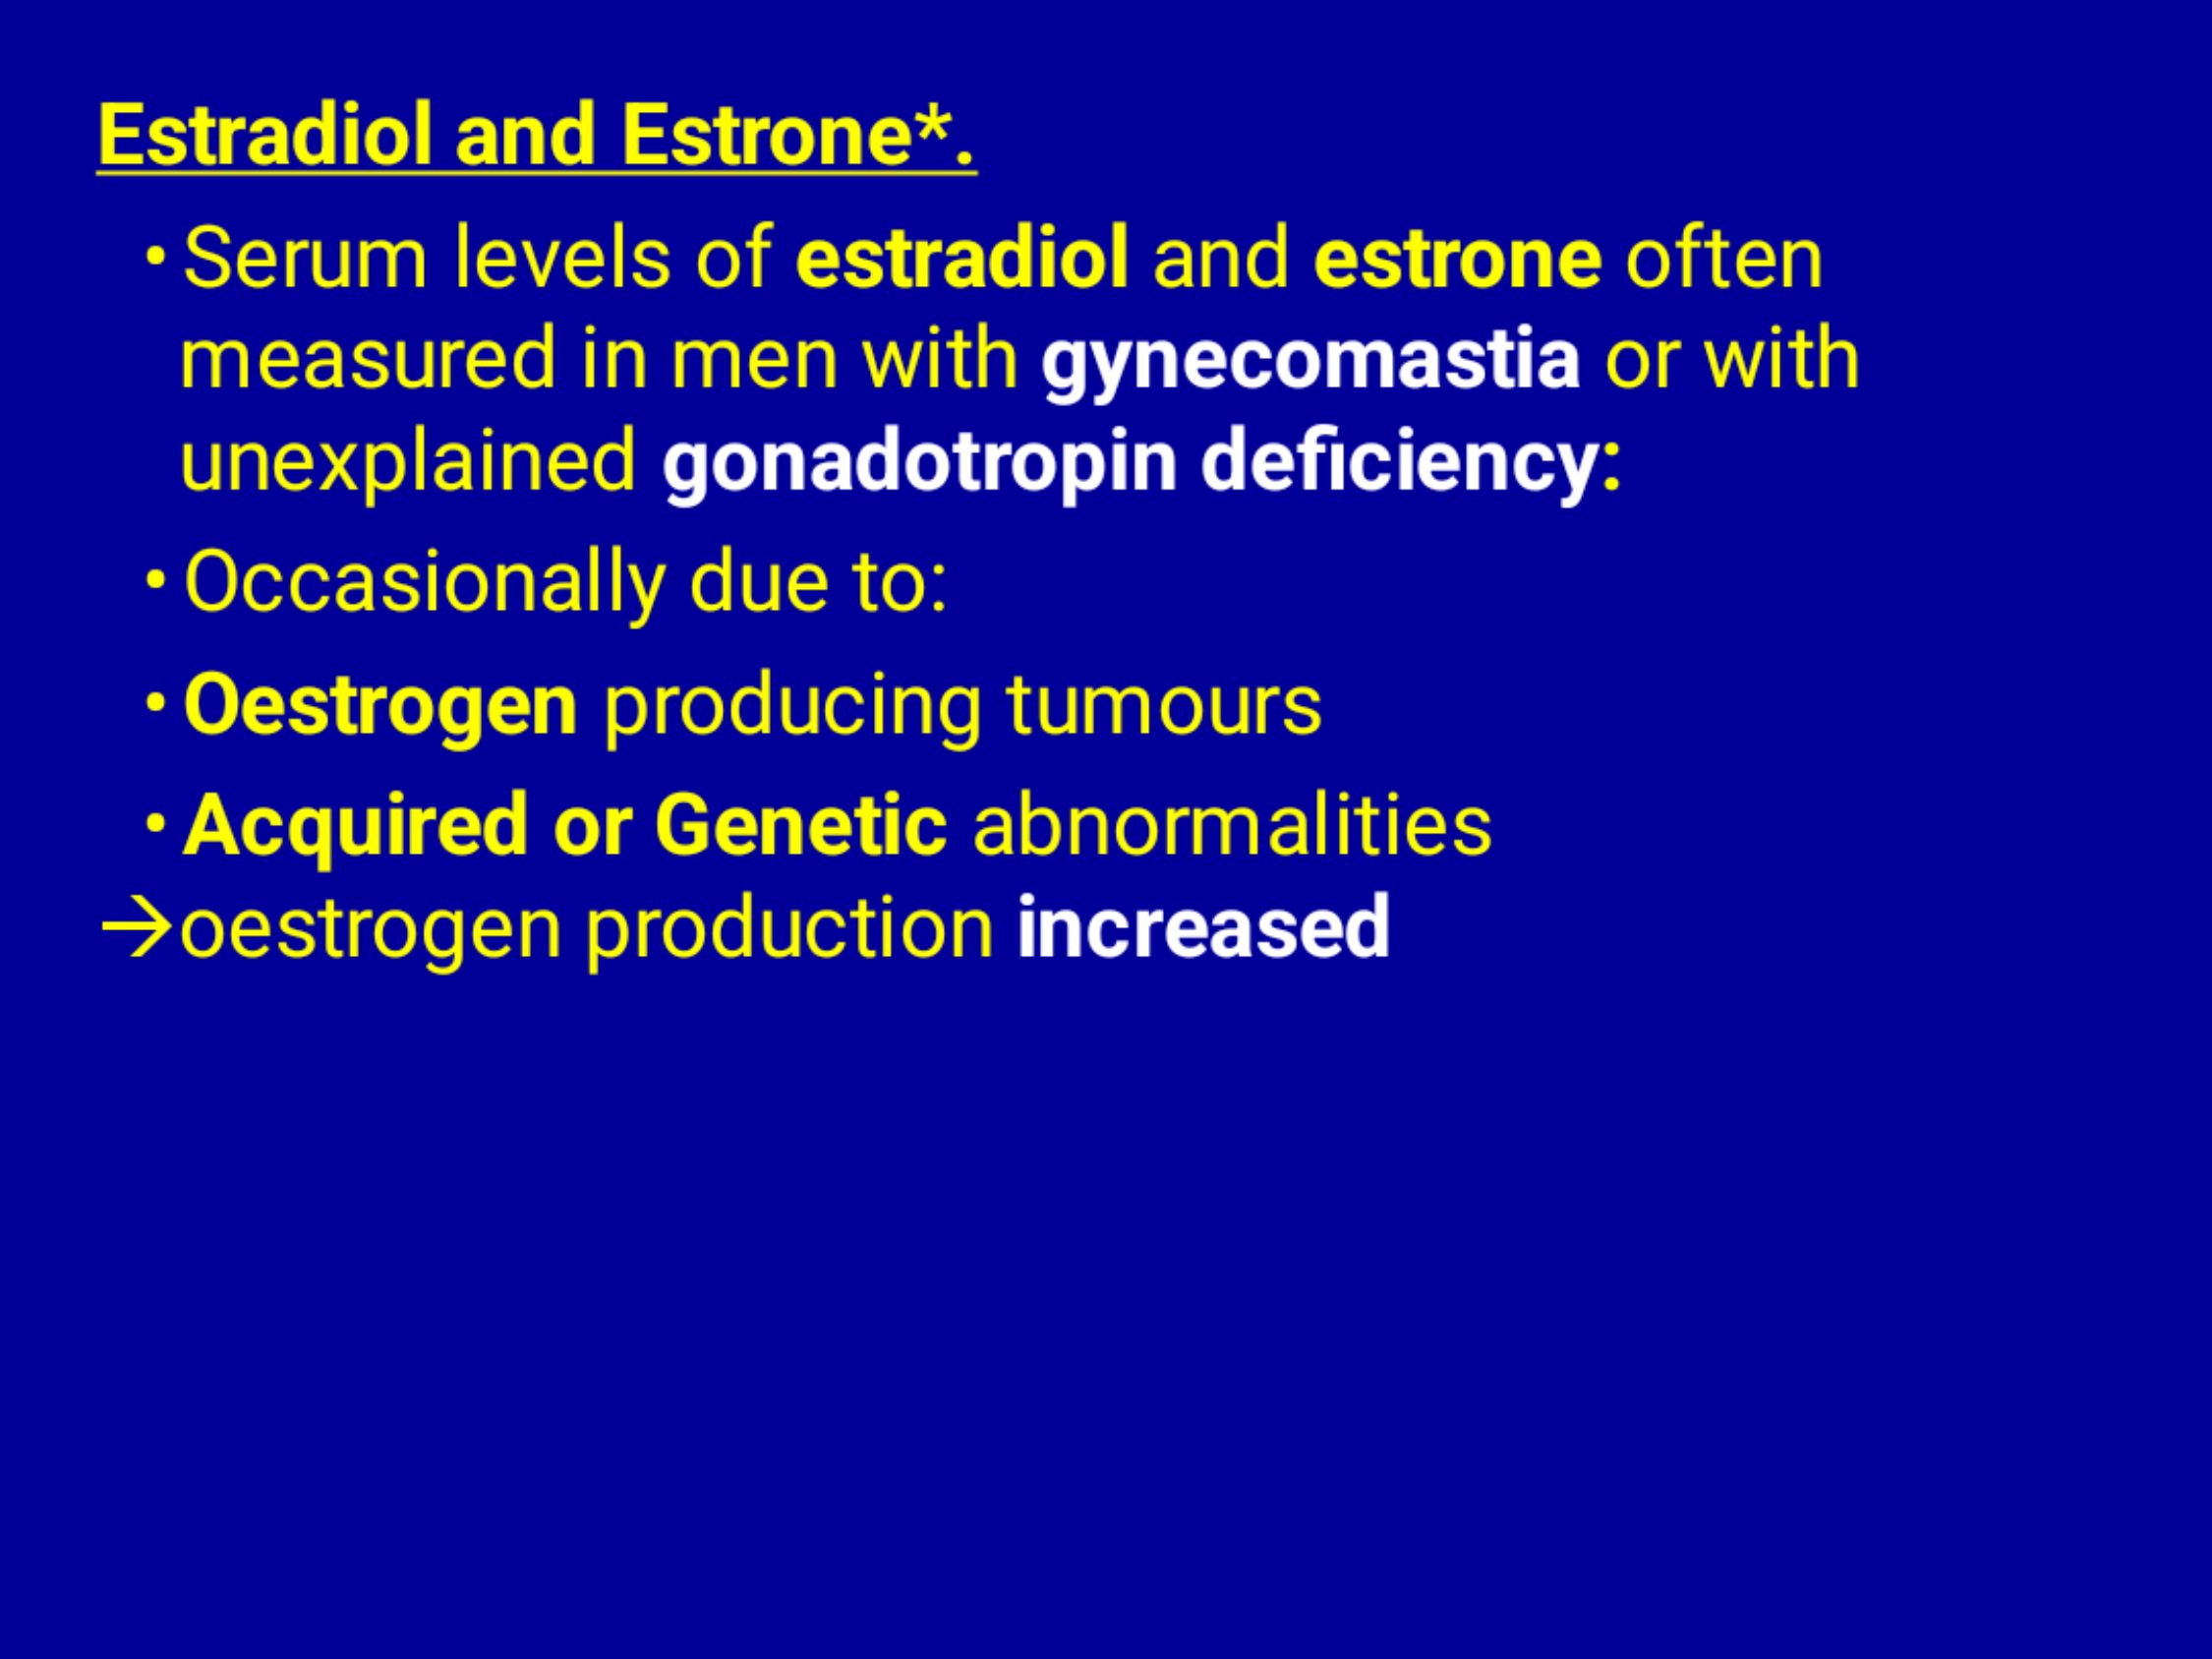 Estradiol and Estrone*.
• Serum levels of estradiol and estrone often
measured in men with gynecomastia or with
unexplained gonadotropin deficiency:
• Occasionally due to:
• Oestrogen producing tumours
• Acquired or Genetic abnormalities
→oestrogen production increased